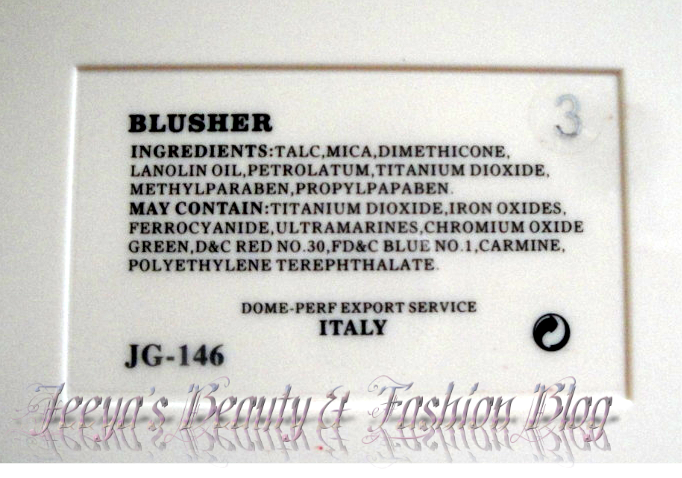 3
BLUSHER
INGREDIENTS:TALC,MICA,DIMETHICONE,
LANOLIN OIL,PETROLATUM,TITANIUM DIOXIDE,
METHYLPARABEN,PROPYLPAPABEN.
MAY CONTAIN:TITANIUM DIOXIDE,IRON OXIDES,
FERROCYANIDE,ULTRAMARINES,CHROMIUM OXIDE
GREEN,D&C RED NO.30,FD&C BLUE NO.1,CARMINE,
POLYETHYLENE TEREPHTHALATE.
DOME-PERF EXPORT SERVICE
ITALY
JG-146
Jeeya's Beauty & Fashion Blog